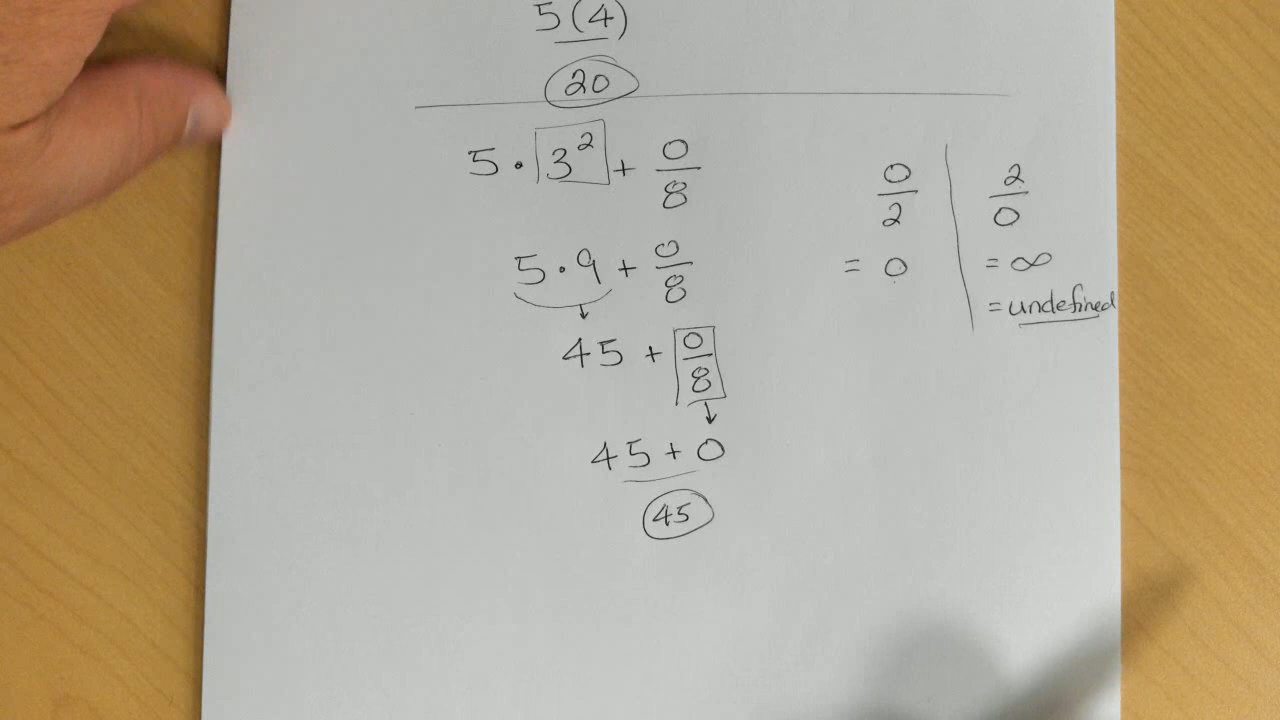 5(4)
20
5 · 3² + 0/8
5 · 9 + 0/8
45 + 0/8
45 + 0
45
0/2
= 0
2/0
= ∞
= undefined